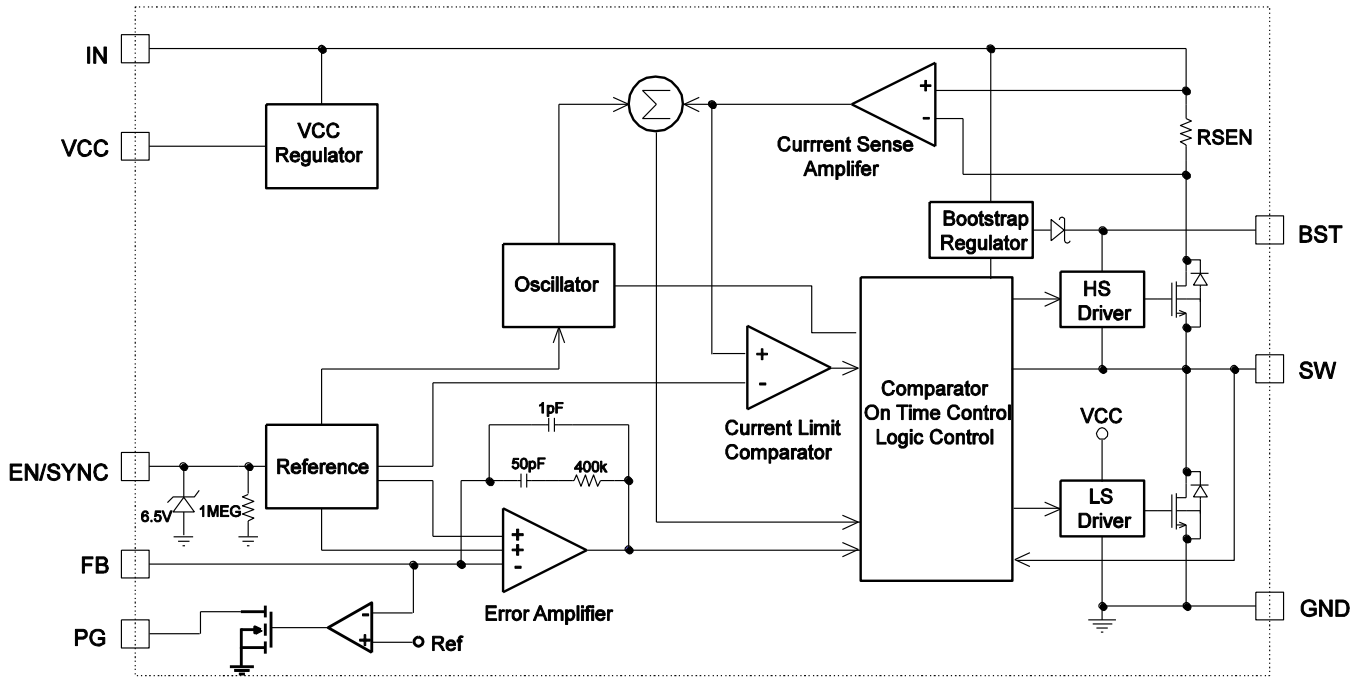 IN
VCC
VCC
Regulator
Σ
+
-
Currrent Sense
Amplifer
RSEN
Bootstrap
Regulator
BST
Oscillator
HS
Driver
+
-
Current Limit
Comparator
Comparator
On Time Control
Logic Control
SW
VCC
1pF
50pF
400k
EN/SYNC
Reference
6.5V
1MEG
LS
Driver
+
+
-
Error Amplifier
FB
PG
-
+
Ref
GND